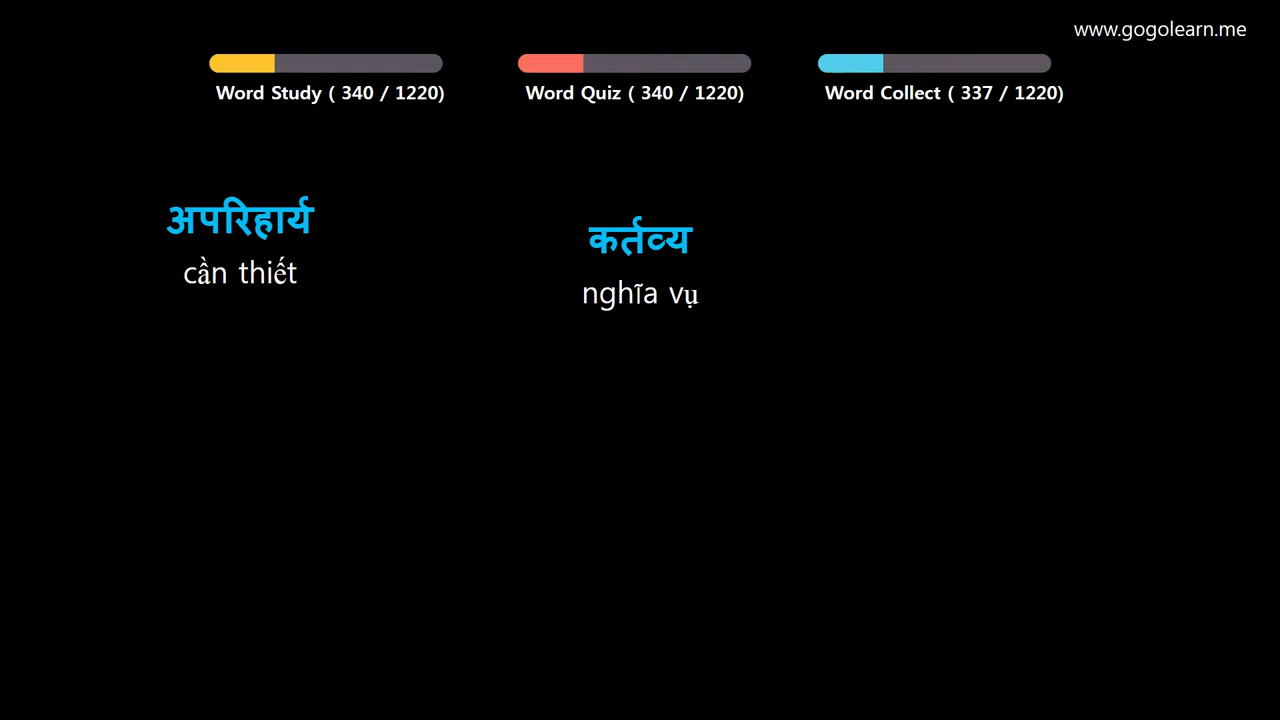 www.gogolearn.me
Word Study ( 340 / 1220)
Word Quiz ( 340 / 1220)
Word Collect ( 337 / 1220)
अपरिहार्य
cần thiết
कर्तव्य
nghĩa vụ